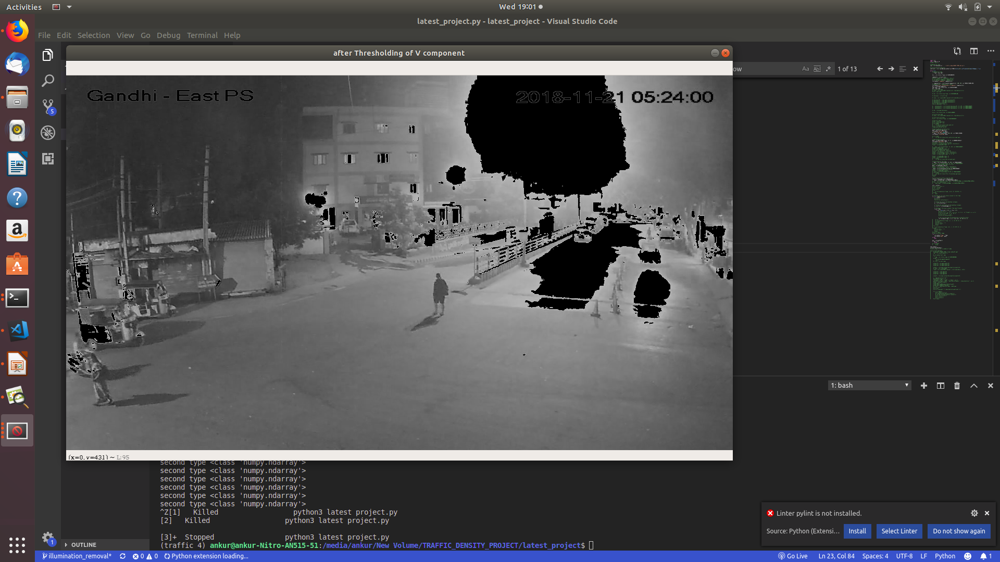 Activities
Wed 19:01
latest_project.py - latest_project - Visual Studio Code
File Edit Selection View Go Debug Terminal Help
after Thresholding of V component
ow Aa Abl .* 1 of 13
Gandhi - East PS
2018-11-21 05:24:00
5
1: bash
(x=0, y=431) ~ L:95
second type <class 'numpy.ndarray'>
second type <class 'numpy.ndarray'>
second type <class 'numpy.ndarray'>
second type <class 'numpy.ndarray'>
second type <class 'numpy.ndarray'>
second type <class 'numpy.ndarray'>
^Z[1] Killed python3 latest_project.py
[2] Killed python3 latest_project.py
[3]+ Stopped python3 latest_project.py
(traffic_4) ankur@ankur-Nitro-AN515-51:/media/ankur/New Volume/TRAFFIC_DENSITY_PROJECT/latest_project$
Linter pylint is not installed.
Source: Python (Extensi... Install Select Linter Do not show again
1
OUTLINE
illumination_removal* 0 0 Python extension loading... Go Live Ln 23, Col 84 Spaces: 4 UTF-8 LF Python 1